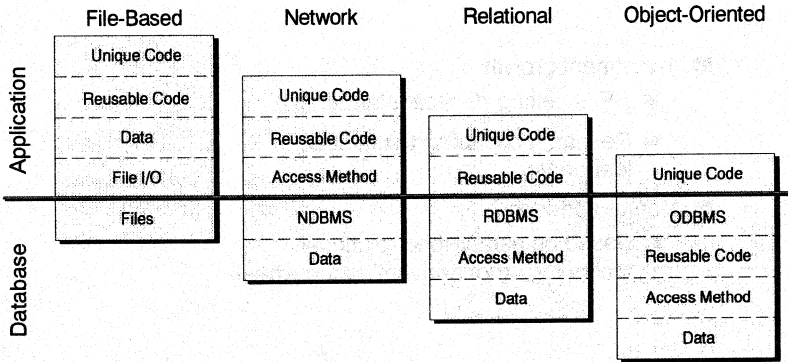 File-Based
Network
Relational
Object-Oriented
Application
Database
Unique Code
Reusable Code
Data
File I/O
Files
Unique Code
Reusable Code
Access Method
NDBMS
Data
Unique Code
Reusable Code
RDBMS
Access Method
Data
Unique Code
ODBMS
Reusable Code
Access Method
Data